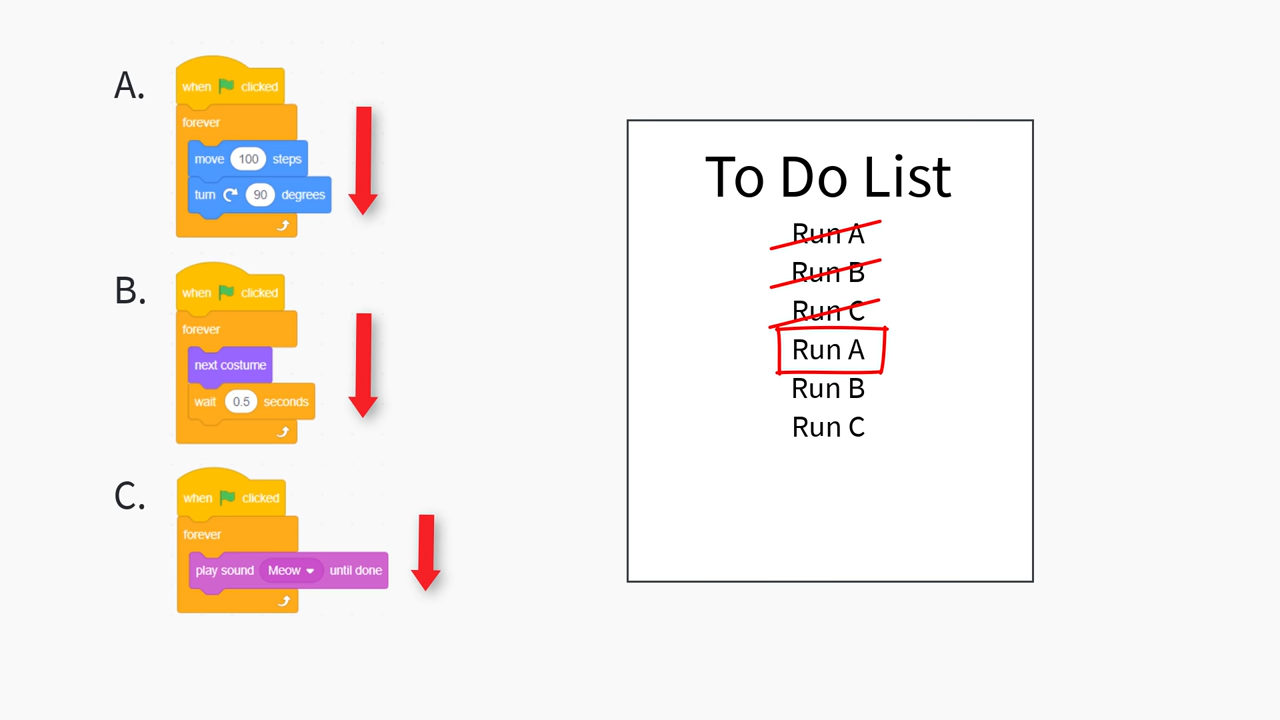 A.
when clicked
forever
move 100 steps
turn 90 degrees
B.
when clicked
forever
next costume
wait 0.5 seconds
C.
when clicked
forever
play sound Meow until done
To Do List
Run A
Run B
Run C
Run A
Run B
Run C